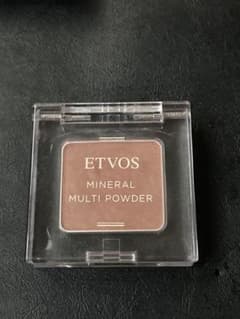 ETVOS
MINERAL
MULTI POWDER